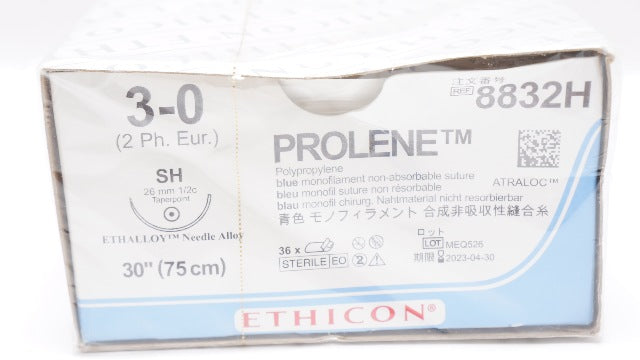 3-0
(2 Ph. Eur.)
SH
26 mm 1/2c
Taperpoint
ETHALLOY™ Needle Alloy
30" (75 cm)
注文番号
REF 8832H
PROLENE™
Polypropylene
blue monofilament non-absorbable suture
bleu monofil suture non résorbable
blau monofil chirurg. Nahtmaterial nicht resorbierbar
青色 モノフィラメント 合成非吸収性縫合糸
ATRALOC™
36 x
STERILE EO
2
ロット
LOT MEQ526
期限 2023-04-30
ETHICON®